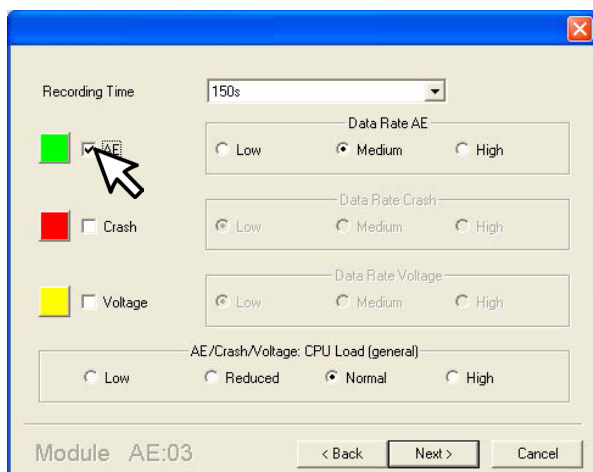 Recording Time 150s
Data Rate AE
AE Low Medium High
Data Rate Crash
Crash Low Medium High
Data Rate Voltage
Voltage Low Medium High
AE/Crash/Voltage: CPU Load (general)
Low Reduced Normal High
Module AE:03 < Back Next > Cancel